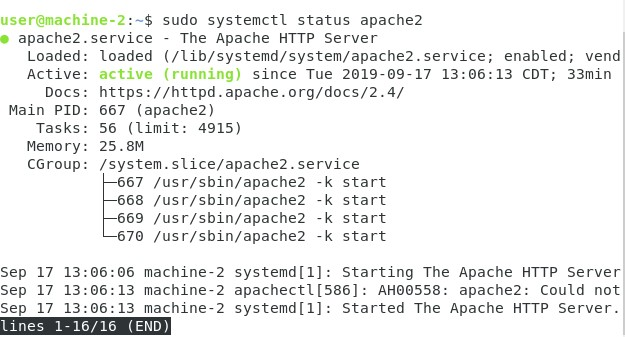 user@machine-2:~$ sudo systemctl status apache2
● apache2.service - The Apache HTTP Server
   Loaded: loaded (/lib/systemd/system/apache2.service; enabled; vend
   Active: active (running) since Tue 2019-09-17 13:06:13 CDT; 33min
     Docs: https://httpd.apache.org/docs/2.4/
 Main PID: 667 (apache2)
    Tasks: 56 (limit: 4915)
   Memory: 25.8M
   CGroup: /system.slice/apache2.service
           ├─667 /usr/sbin/apache2 -k start
           ├─668 /usr/sbin/apache2 -k start
           ├─669 /usr/sbin/apache2 -k start
           └─670 /usr/sbin/apache2 -k start

Sep 17 13:06:06 machine-2 systemd[1]: Starting The Apache HTTP Server
Sep 17 13:06:13 machine-2 apachectl[586]: AH00558: apache2: Could not
Sep 17 13:06:13 machine-2 systemd[1]: Started The Apache HTTP Server.
lines 1-16/16 (END)